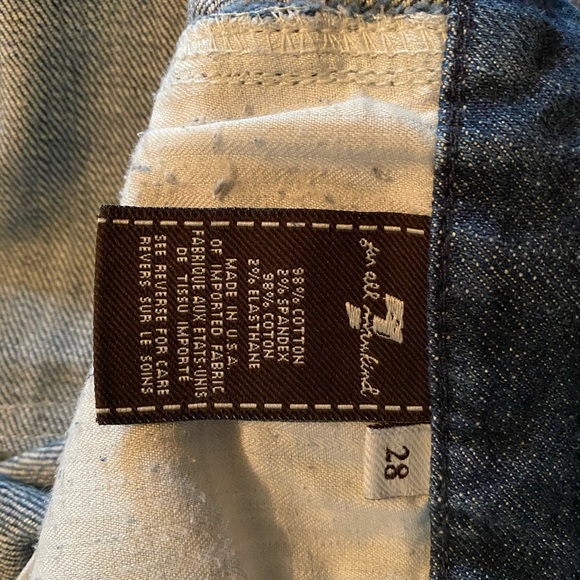 7
for all mankind
98% COTTON
2% SPANDEX
98% COTON
2% ELASTHANE
MADE IN U.S.A.
OF IMPORTED FABRIC
FABRIQUE AUX ETATS-UNIS
DE TISSU IMPORTE
SEE REVERSE FOR CARE
REVERS SUR LE SOINS
28